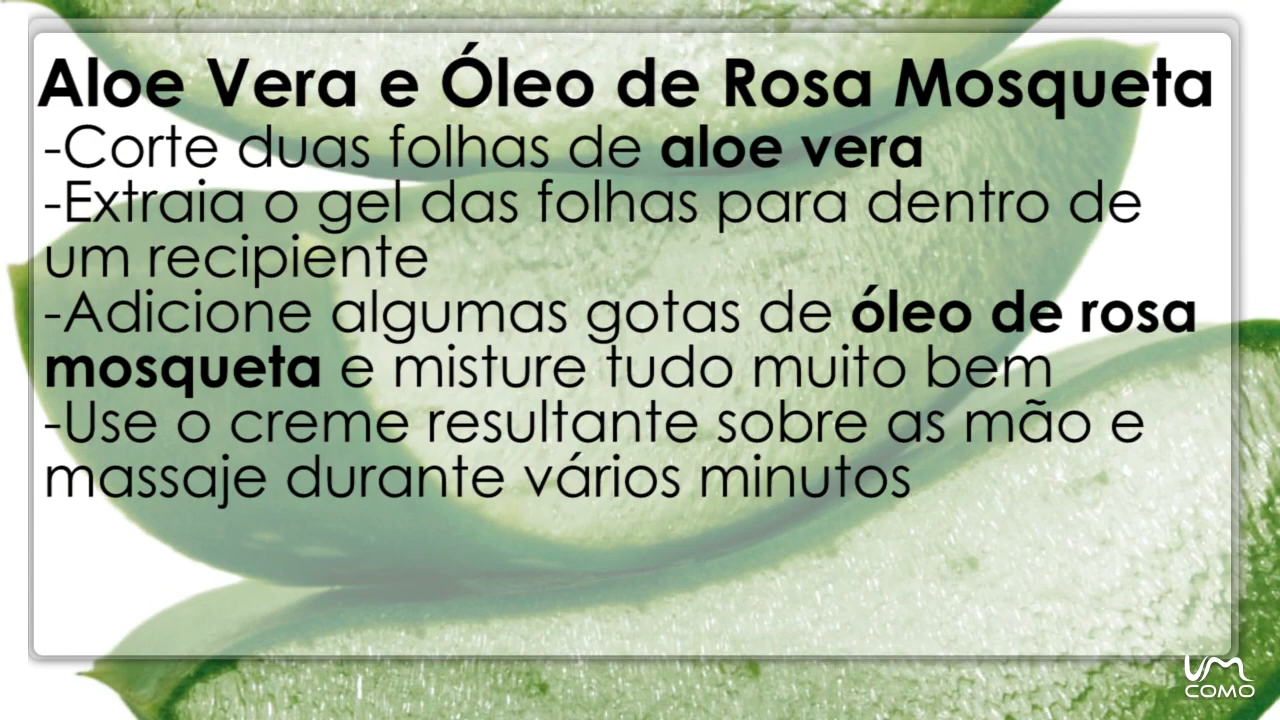 Aloe Vera e Óleo de Rosa Mosqueta
-Corte duas folhas de aloe vera
-Extraia o gel das folhas para dentro de
um recipiente
-Adicione algumas gotas de óleo de rosa
mosqueta e misture tudo muito bem
-Use o creme resultante sobre as mão e
massaje durante vários minutos
UM
COMO